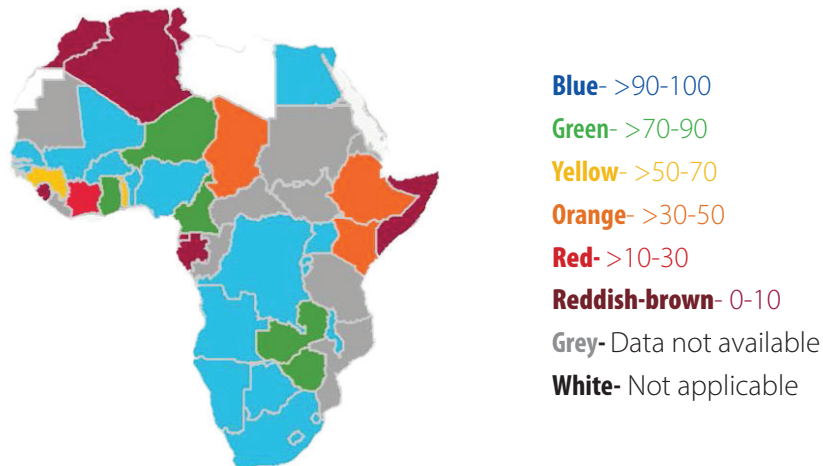 Blue- >90-100
Green- >70-90
Yellow- >50-70
Orange- >30-50
Red- >10-30
Reddish-brown- 0-10
Grey- Data not available
White- Not applicable